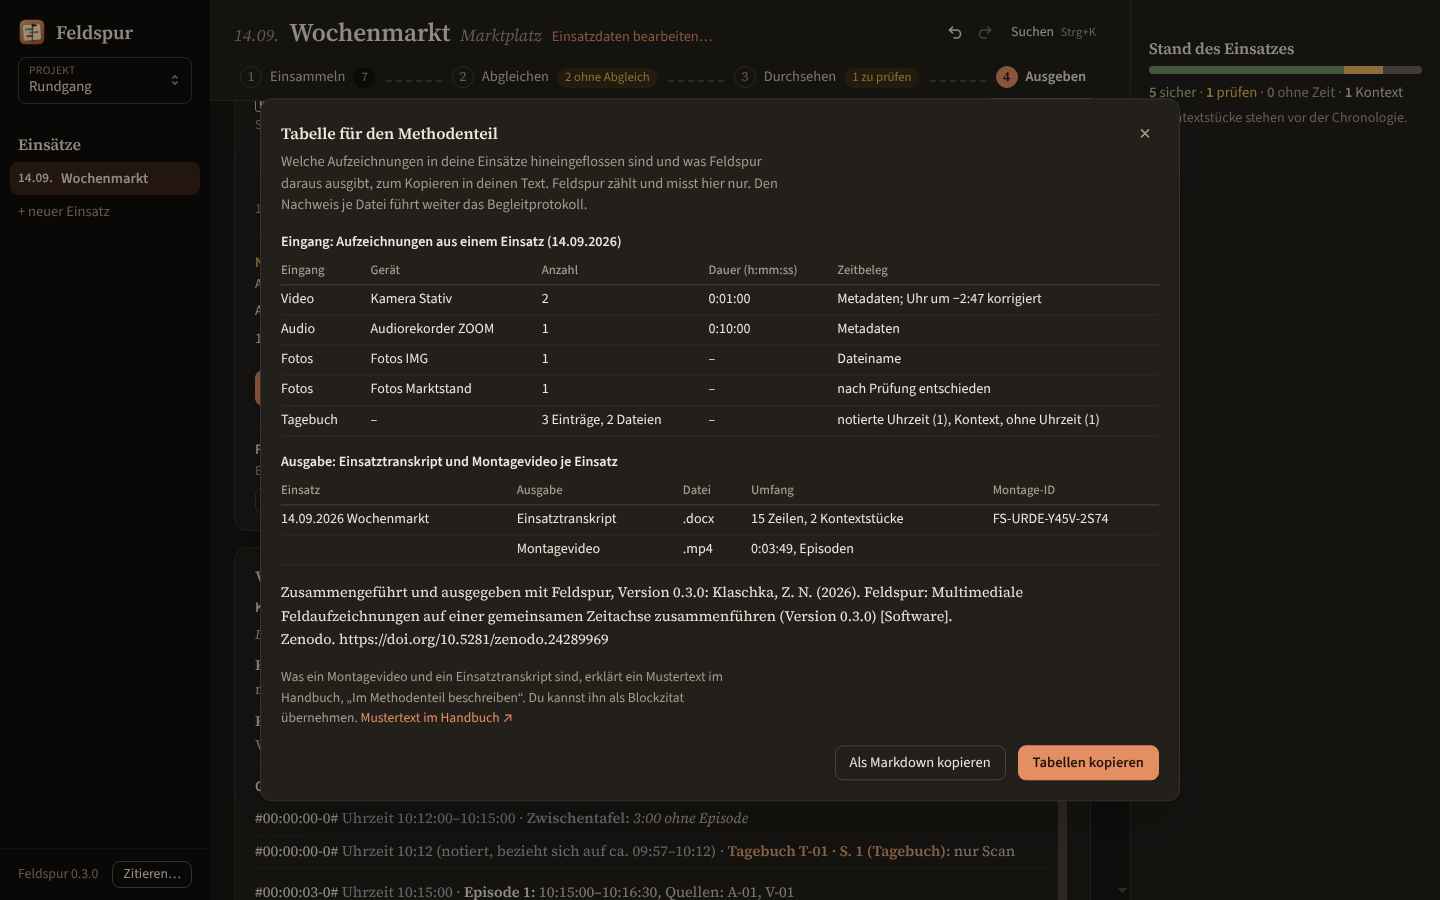 Feldspur
PROJEKT
Rundgang
Einsätze
14.09. Wochenmarkt
+ neuer Einsatz
Feldspur 0.3.0 Zitieren…
14.09. Wochenmarkt Marktplatz Einsatzdaten bearbeiten…
Suchen Strg+K
1 Einsammeln 7
2 Abgleichen 2 ohne Abgleich
3 Durchsehen 1 zu prüfen
4 Ausgeben
Stand des Einsatzes
5 sicher · 1 prüfen · 0 ohne Zeit · 1 Kontext
stehen vor der Chronologie.
Tabelle für den Methodenteil
Welche Aufzeichnungen in deine Einsätze hineingeflossen sind und was Feldspur
daraus ausgibt, zum Kopieren in deinen Text. Feldspur zählt und misst hier nur. Den
Nachweis je Datei führt weiter das Begleitprotokoll.
Eingang: Aufzeichnungen aus einem Einsatz (14.09.2026)
Eingang Gerät Anzahl Dauer (h:mm:ss) Zeitbeleg
Video Kamera Stativ 2 0:01:00 Metadaten; Uhr um −2:47 korrigiert
Audio Audiorekorder ZOOM 1 0:10:00 Metadaten
Fotos Fotos IMG 1 – Dateiname
Fotos Fotos Marktstand 1 – nach Prüfung entschieden
Tagebuch – 3 Einträge, 2 Dateien – notierte Uhrzeit (1), Kontext, ohne Uhrzeit (1)
Ausgabe: Einsatztranskript und Montagevideo je Einsatz
Einsatz Ausgabe Datei Umfang Montage-ID
14.09.2026 Wochenmarkt Einsatztranskript .docx 15 Zeilen, 2 Kontextstücke FS-URDE-Y45V-2S74
Montagevideo .mp4 0:03:49, Episoden
Zusammengeführt und ausgegeben mit Feldspur, Version 0.3.0: Klaschka, Z. N. (2026). Feldspur: Multimediale
Feldaufzeichnungen auf einer gemeinsamen Zeitachse zusammenführen (Version 0.3.0) [Software].
Zenodo. https://doi.org/10.5281/zenodo.24289969
Was ein Montagevideo und ein Einsatztranskript sind, erklärt ein Mustertext im
Handbuch, „Im Methodenteil beschreiben“. Du kannst ihn als Blockzitat
übernehmen. Mustertext im Handbuch ↗
Als Markdown kopieren Tabellen kopieren
#00:00:00-0# Uhrzeit 10:12:00–10:15:00 · Zwischentafel: 3:00 ohne Episode
#00:00:00-0# Uhrzeit 10:12 (notiert, bezieht sich auf ca. 09:57–10:12) · Tagebuch T-01 · S. 1 (Tagebuch): nur Scan
#00:00:03-0# Uhrzeit 10:15:00 · Episode 1: 10:15:00–10:16:30, Quellen: A-01, V-01